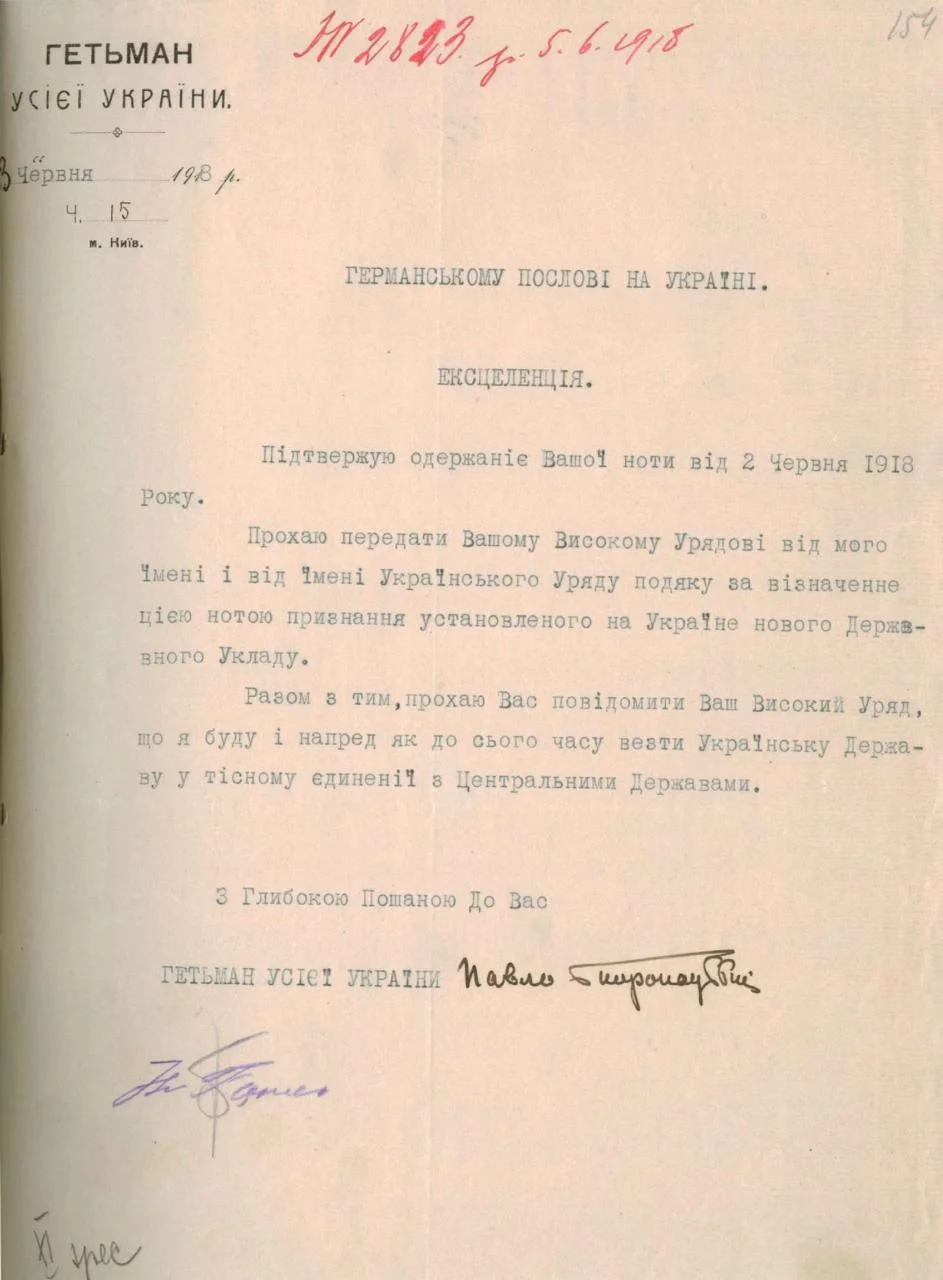 № 2823. pr. 5.6.1918
154
ГЕТЬМАН
УСІЄЇ УКРАЇНИ.
3 Червня 1918 р.
Ч. 15
м. Київ.
ГЕРМАНСЬКОМУ ПОСЛОВІ НА УКРАЇНІ.
ЕКСЦЕЛЕНЦІЯ.
Підтвержую одержаніє Вашої ноти від 2 Червня 1918
Року.
Прохаю передати Вашому Високому Урядові від мого
їмені і від їмені Українського Уряду подяку за візначенне
цією нотою признання установленого на Україне нового Держа-
вного Укладу.
Разом з тим,прохаю Вас повідомити Ваш Високий Уряд,
що я буду і напред як до сього часу везти Українську Держа-
ву у тісному єдиненії з Центральними Державами.
З Глибокою Пошаною До Вас
ГЕТЬМАН УСІЄЇ УКРАЇНИ Павло Скоропадський